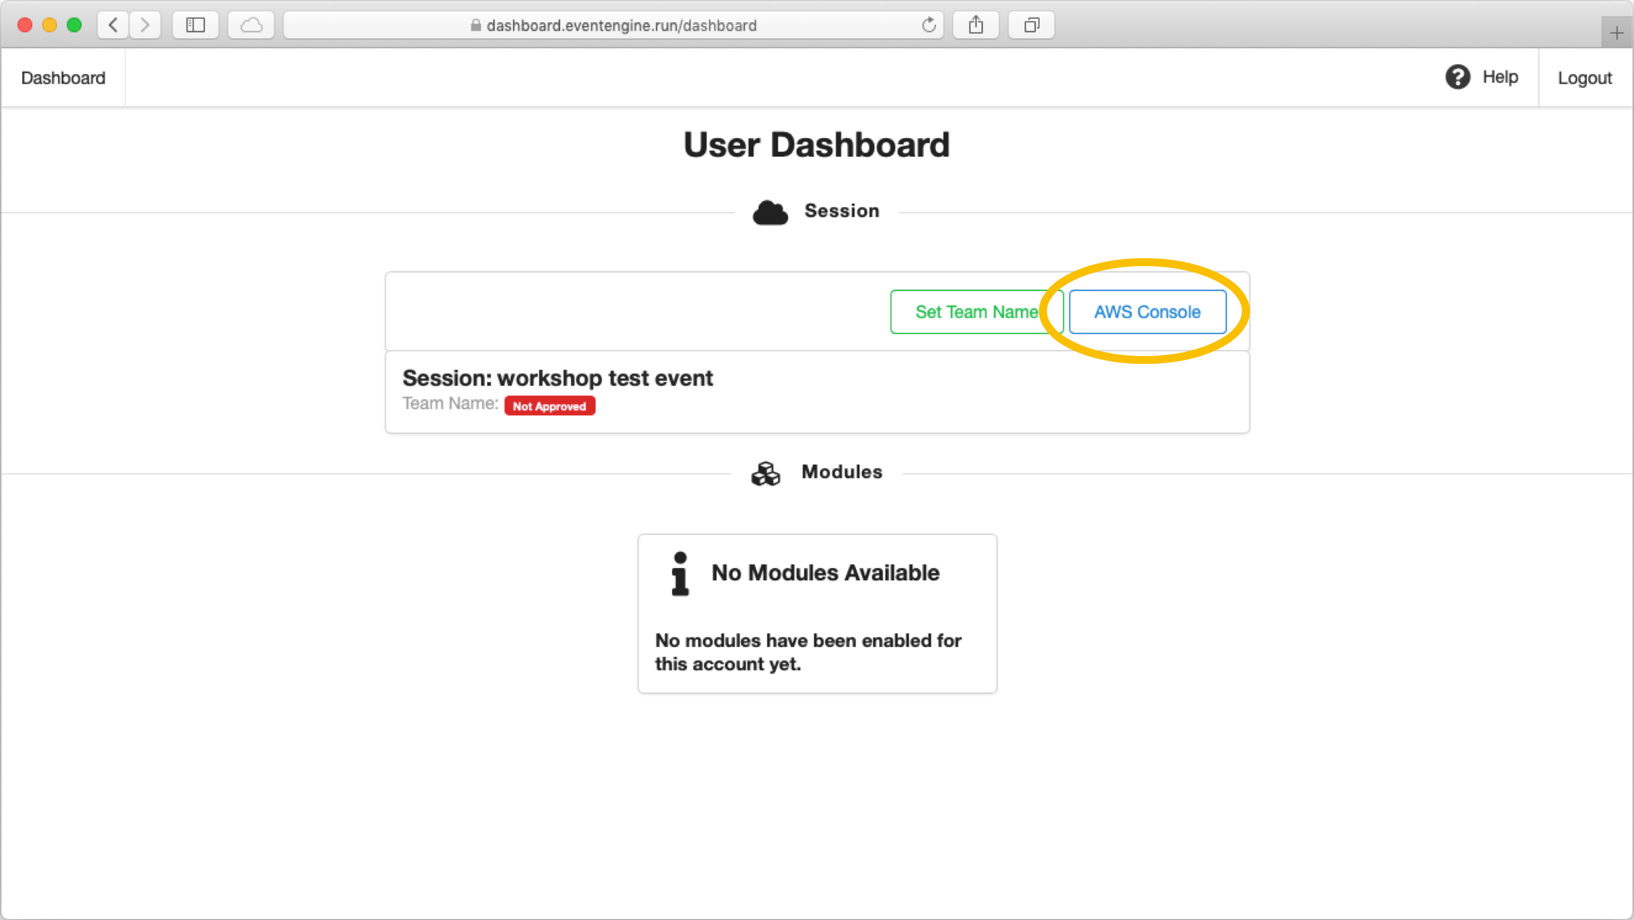 dashboard.eventengine.run/dashboard
Dashboard
Help
Logout
User Dashboard
Session
Set Team Name
AWS Console
Session: workshop test event
Team Name: Not Approved
Modules
No Modules Available
No modules have been enabled for
this account yet.